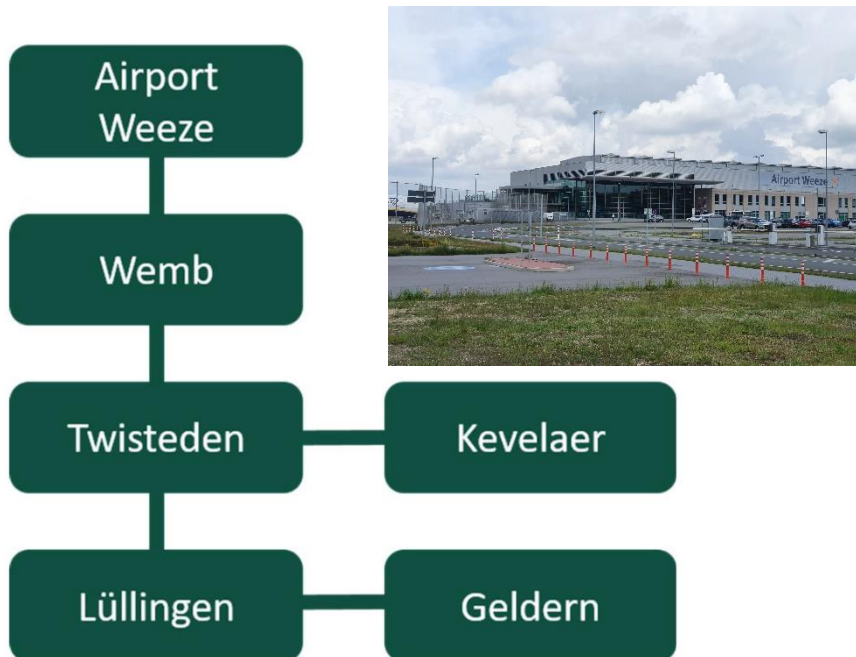 Airport
Weeze
Airport Weeze
Wemb
Twisteden
Kevelaer
Lüllingen
Geldern